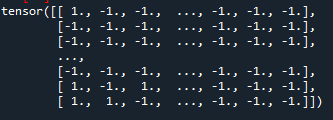 tensor([[ 1., -1., -1.,  ..., -1., -1., -1.],
        [-1., -1., -1.,  ..., -1., -1., -1.],
        [-1., -1., -1.,  ..., -1., -1., -1.],
        ...,
        [-1., -1., -1.,  ..., -1., -1., -1.],
        [ 1., -1.,  1.,  ..., -1., -1., -1.],
        [ 1.,  1., -1.,  ..., -1., -1., -1.]])